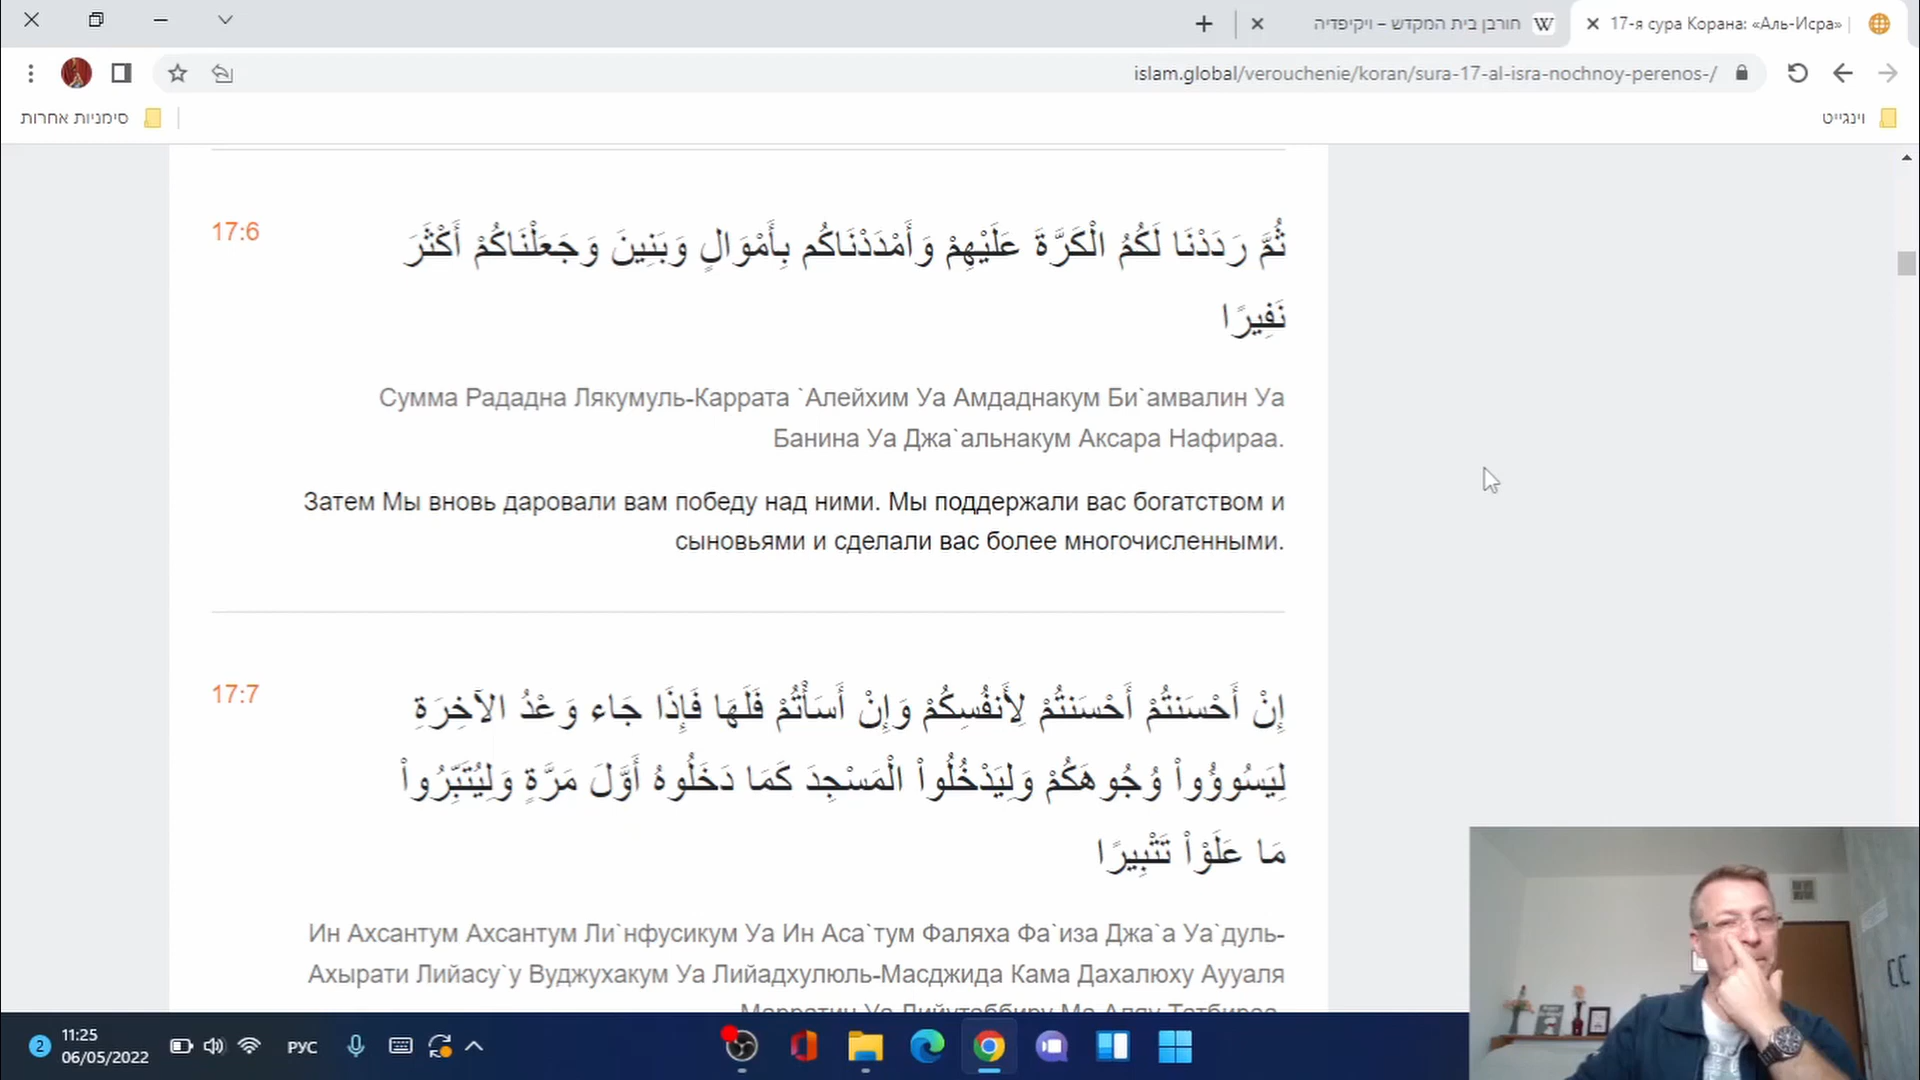 17-я сура Корана: «Аль-Исра»
חורבן בית המקדש – ויקיפדיה
islam.global/verouchenie/koran/sura-17-al-isra-nochnoy-perenos-/
וינגייט
סימניות אחרות
17:6
ثُمَّ رَدَدْنَا لَكُمُ الْكَرَّةَ عَلَيْهِمْ وَأَمْدَدْنَاكُم بِأَمْوَالٍ وَبَنِينَ وَجَعَلْنَاكُمْ أَكْثَرَ
نَفِيرًا
Сумма Рададна Лякумуль-Каррата `Алейхим Уа Амдаднакум Би`амвалин Уа
Банина Уа Джа`альнакум Аксара Нафираа.
Затем Мы вновь даровали вам победу над ними. Мы поддержали вас богатством и
сыновьями и сделали вас более многочисленными.
17:7
إِنْ أَحْسَنتُمْ أَحْسَنتُمْ لِأَنفُسِكُمْ وَإِنْ أَسَأْتُمْ فَلَهَا فَإِذَا جَاء وَعْدُ الآخِرَةِ
لِيَسُوؤُواْ وُجُوهَكُمْ وَلِيَدْخُلُواْ الْمَسْجِدَ كَمَا دَخَلُوهُ أَوَّلَ مَرَّةٍ وَلِيُتَبِّرُواْ
مَا عَلَوْاْ تَتْبِيرًا
Ин Ахсантум Ахсантум Ли`нфусикум Уа Ин Аса`тум Фаляха Фа`иза Джа`а Уа`дуль-
Ахырати Лийасу`у Вуджухакум Уа Лийадхулюль-Масджида Кама Дахалюху Аууаля
2
11:25
06/05/2022
РУС